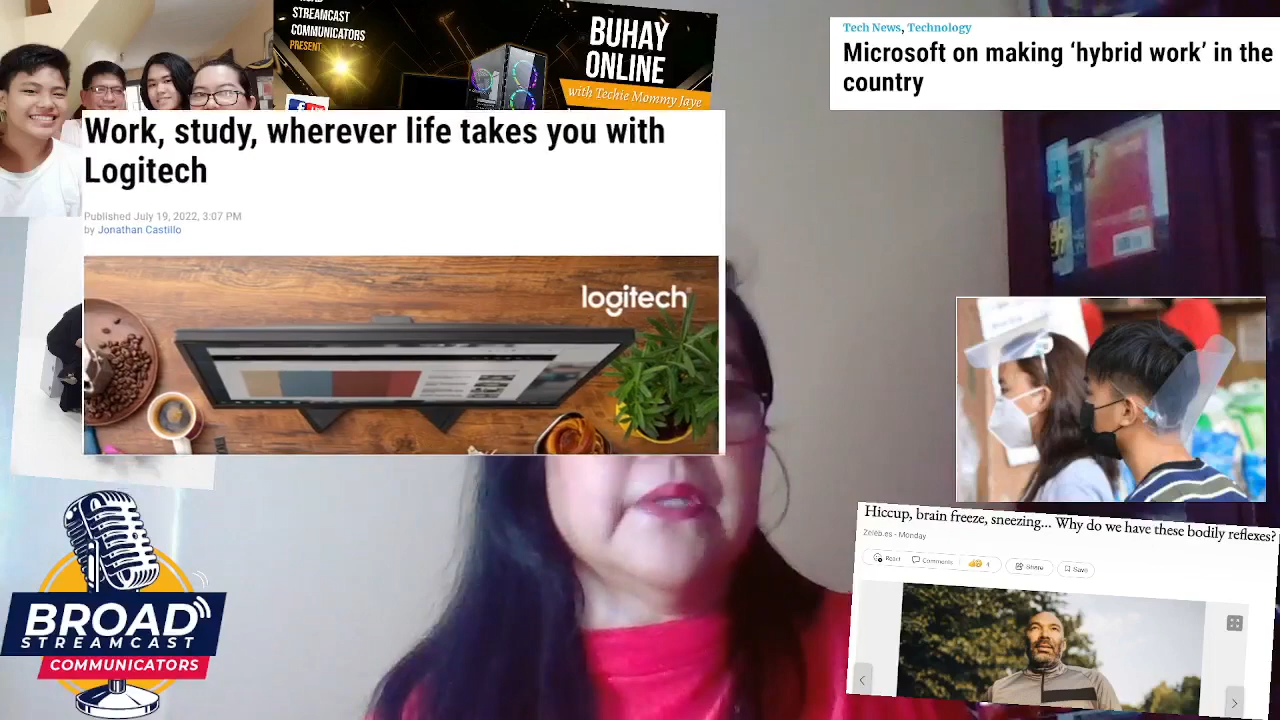 STREAMCAST
COMMUNICATORS
PRESENT
BUHAY
ONLINE
with Techie Mommy Jaye
Tech News, Technology
Microsoft on making ‘hybrid work’ in the
country
Work, study, wherever life takes you with
Logitech
Published July 19, 2022, 3:07 PM
by Jonathan Castillo
logitech
Hiccup, brain freeze, sneezing... Why do we have these bodily reflexes?
Zeleb.es - Monday
React Comments 4 Share Save
BROAD
STREAMCAST
COMMUNICATORS